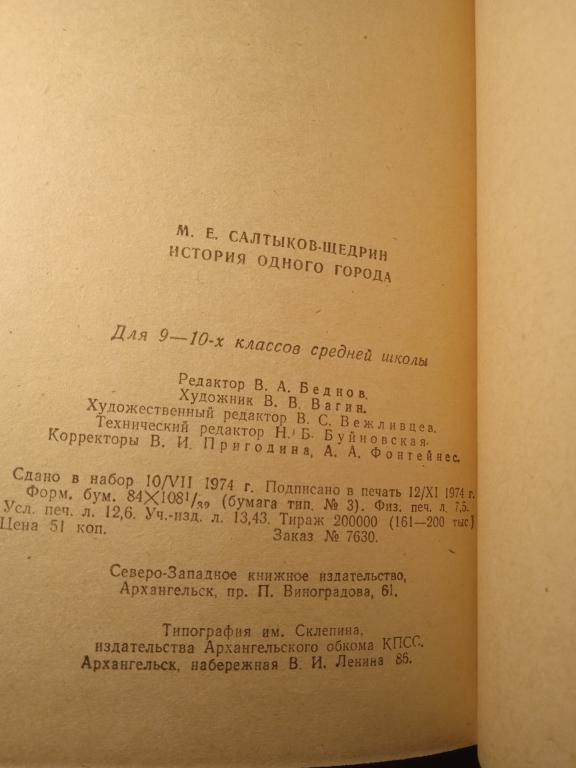 М. Е. САЛТЫКОВ-ЩЕДРИН
ИСТОРИЯ ОДНОГО ГОРОДА
Для 9—10-х классов средней школы
Редактор В. А. Беднов.
Художник В. В. Вагин.
Художественный редактор В. С. Вежливцев.
Технический редактор Н. Б. Буйновская.
Корректоры В. И. Пригодина, А. А. Фонтейнес.
Сдано в набор 10/VII 1974 г. Подписано в печать 12/XI 1974 г.
Форм. бум. 84×108¹/₃₂ (бумага тип. № 3). Физ. печ. л. 7,5.
Усл. печ. л. 12,6. Уч.-изд. л. 13,43. Тираж 200000 (161—200 тыс)
Цена 51 коп. Заказ № 7630.
Северо-Западное книжное издательство,
Архангельск, пр. П. Виноградова, 61.
Типография им. Склепина,
издательства Архангельского обкома КПСС.
Архангельск, набережная В. И. Ленина 86.